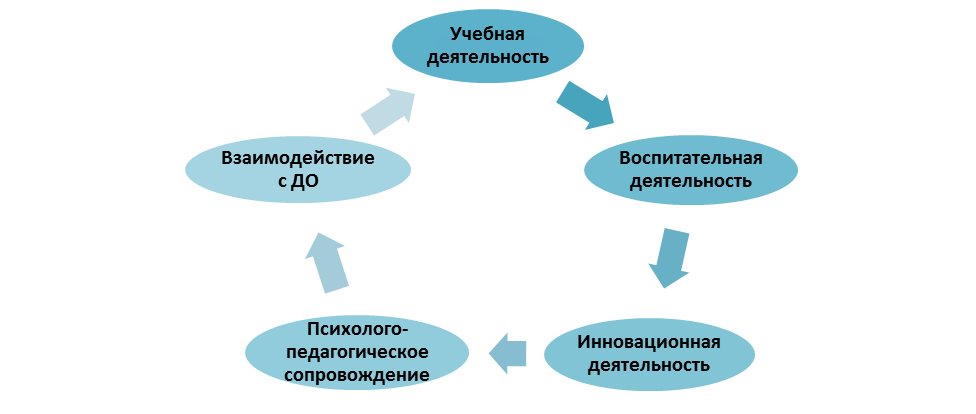 Учебная
деятельность
Воспитательная
деятельность
Инновационная
деятельность
Психолого-
педагогическое
сопровождение
Взаимодействие
с ДО